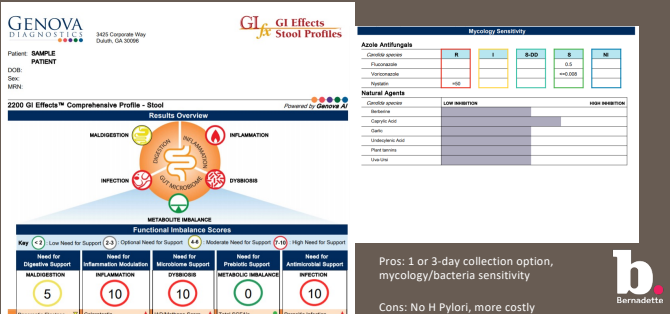 GENOVA
DIAGNOSTICS
3425 Corporate Way
Duluth, GA 30096
GI fx GI Effects
Stool Profiles
Patient: SAMPLE
PATIENT
DOB:
Sex:
MRN:
2200 GI Effects™ Comprehensive Profile - Stool
Powered by Genova AI
Results Overview
MALDIGESTION
INFLAMMATION
DIGESTION
INFLAMMATION
GUT MICROBIOME
INFECTION
DYSBIOSIS
METABOLITE IMBALANCE
Functional Imbalance Scores
Key <2 : Low Need for Support 2-3 : Optional Need for Support 4-6 : Moderate Need for Support 7-10 : High Need for Support
Need for Digestive Support
Need for Inflammation Modulation
Need for Microbiome Support
Need for Prebiotic Support
Need for Antimicrobial Support
MALDIGESTION INFLAMMATION DYSBIOSIS METABOLIC IMBALANCE INFECTION
5 10 10 0 10
Mycology Sensitivity
Azole Antifungals
Candida species R I S-DD S NI
Fluconazole 0.5
Voriconazole <=0.008
Nystatin >50
Natural Agents
Candida species LOW INHIBITION HIGH INHIBITION
Berberine
Caprylic Acid
Garlic
Undecylenic Acid
Plant tannins
Uva-Ursi
Pros: 1 or 3-day collection option,
mycology/bacteria sensitivity
Cons: No H Pylori, more costly
b.
Bernadette